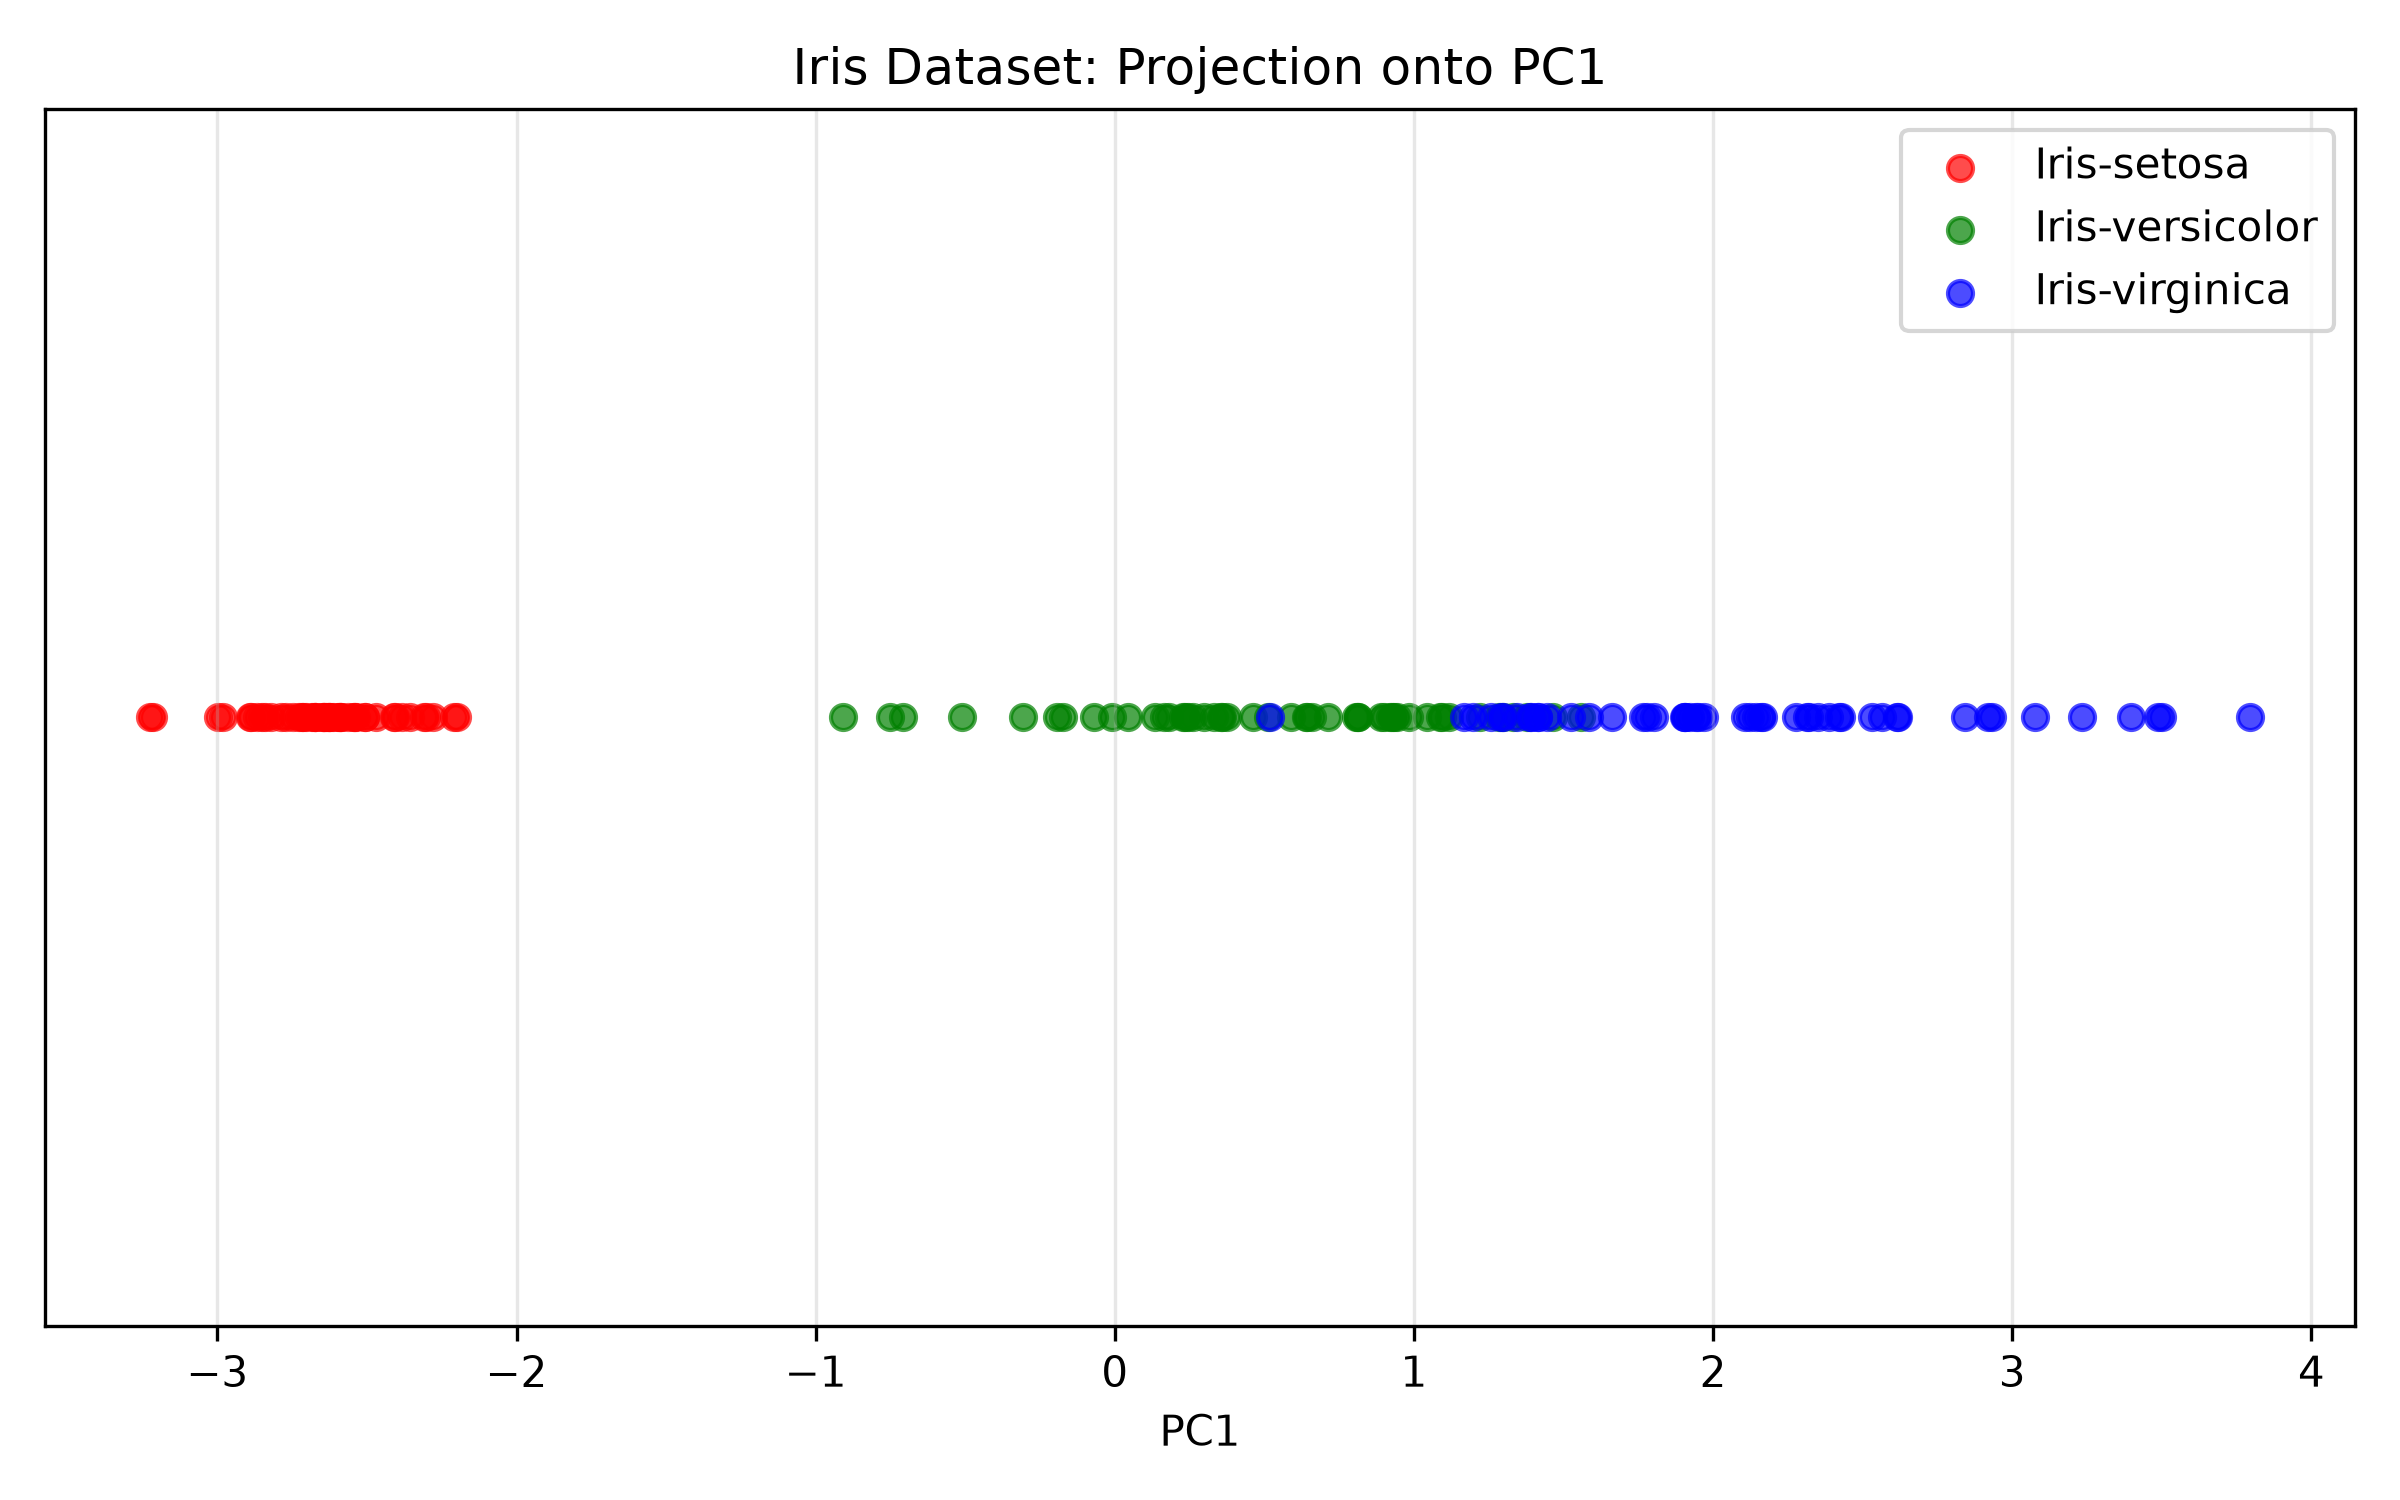 Iris Dataset: Projection onto PC1
Iris-setosa
Iris-versicolor
Iris-virginica
−3 −2 −1 0 1 2 3 4
PC1